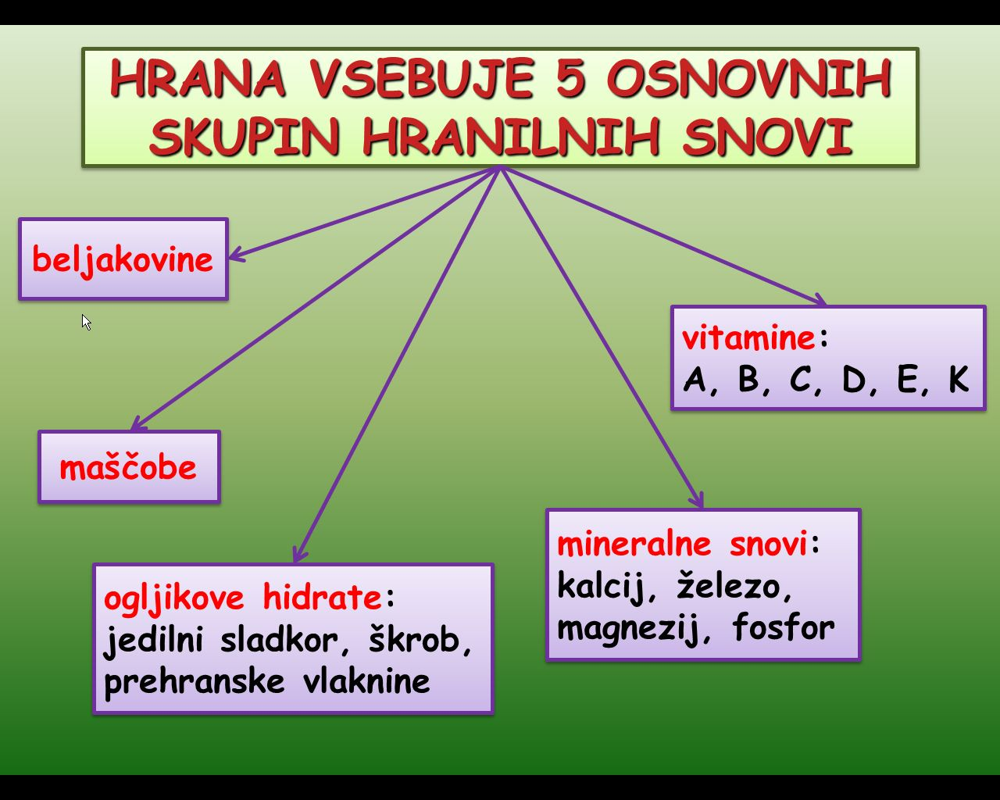 HRANA VSEBUJE 5 OSNOVNIH
SKUPIN HRANILNIH SNOVI
beljakovine
maščobe
ogljikove hidrate:
jedilni sladkor, škrob,
prehranske vlaknine
mineralne snovi:
kalcij, železo,
magnezij, fosfor
vitamine:
A, B, C, D, E, K